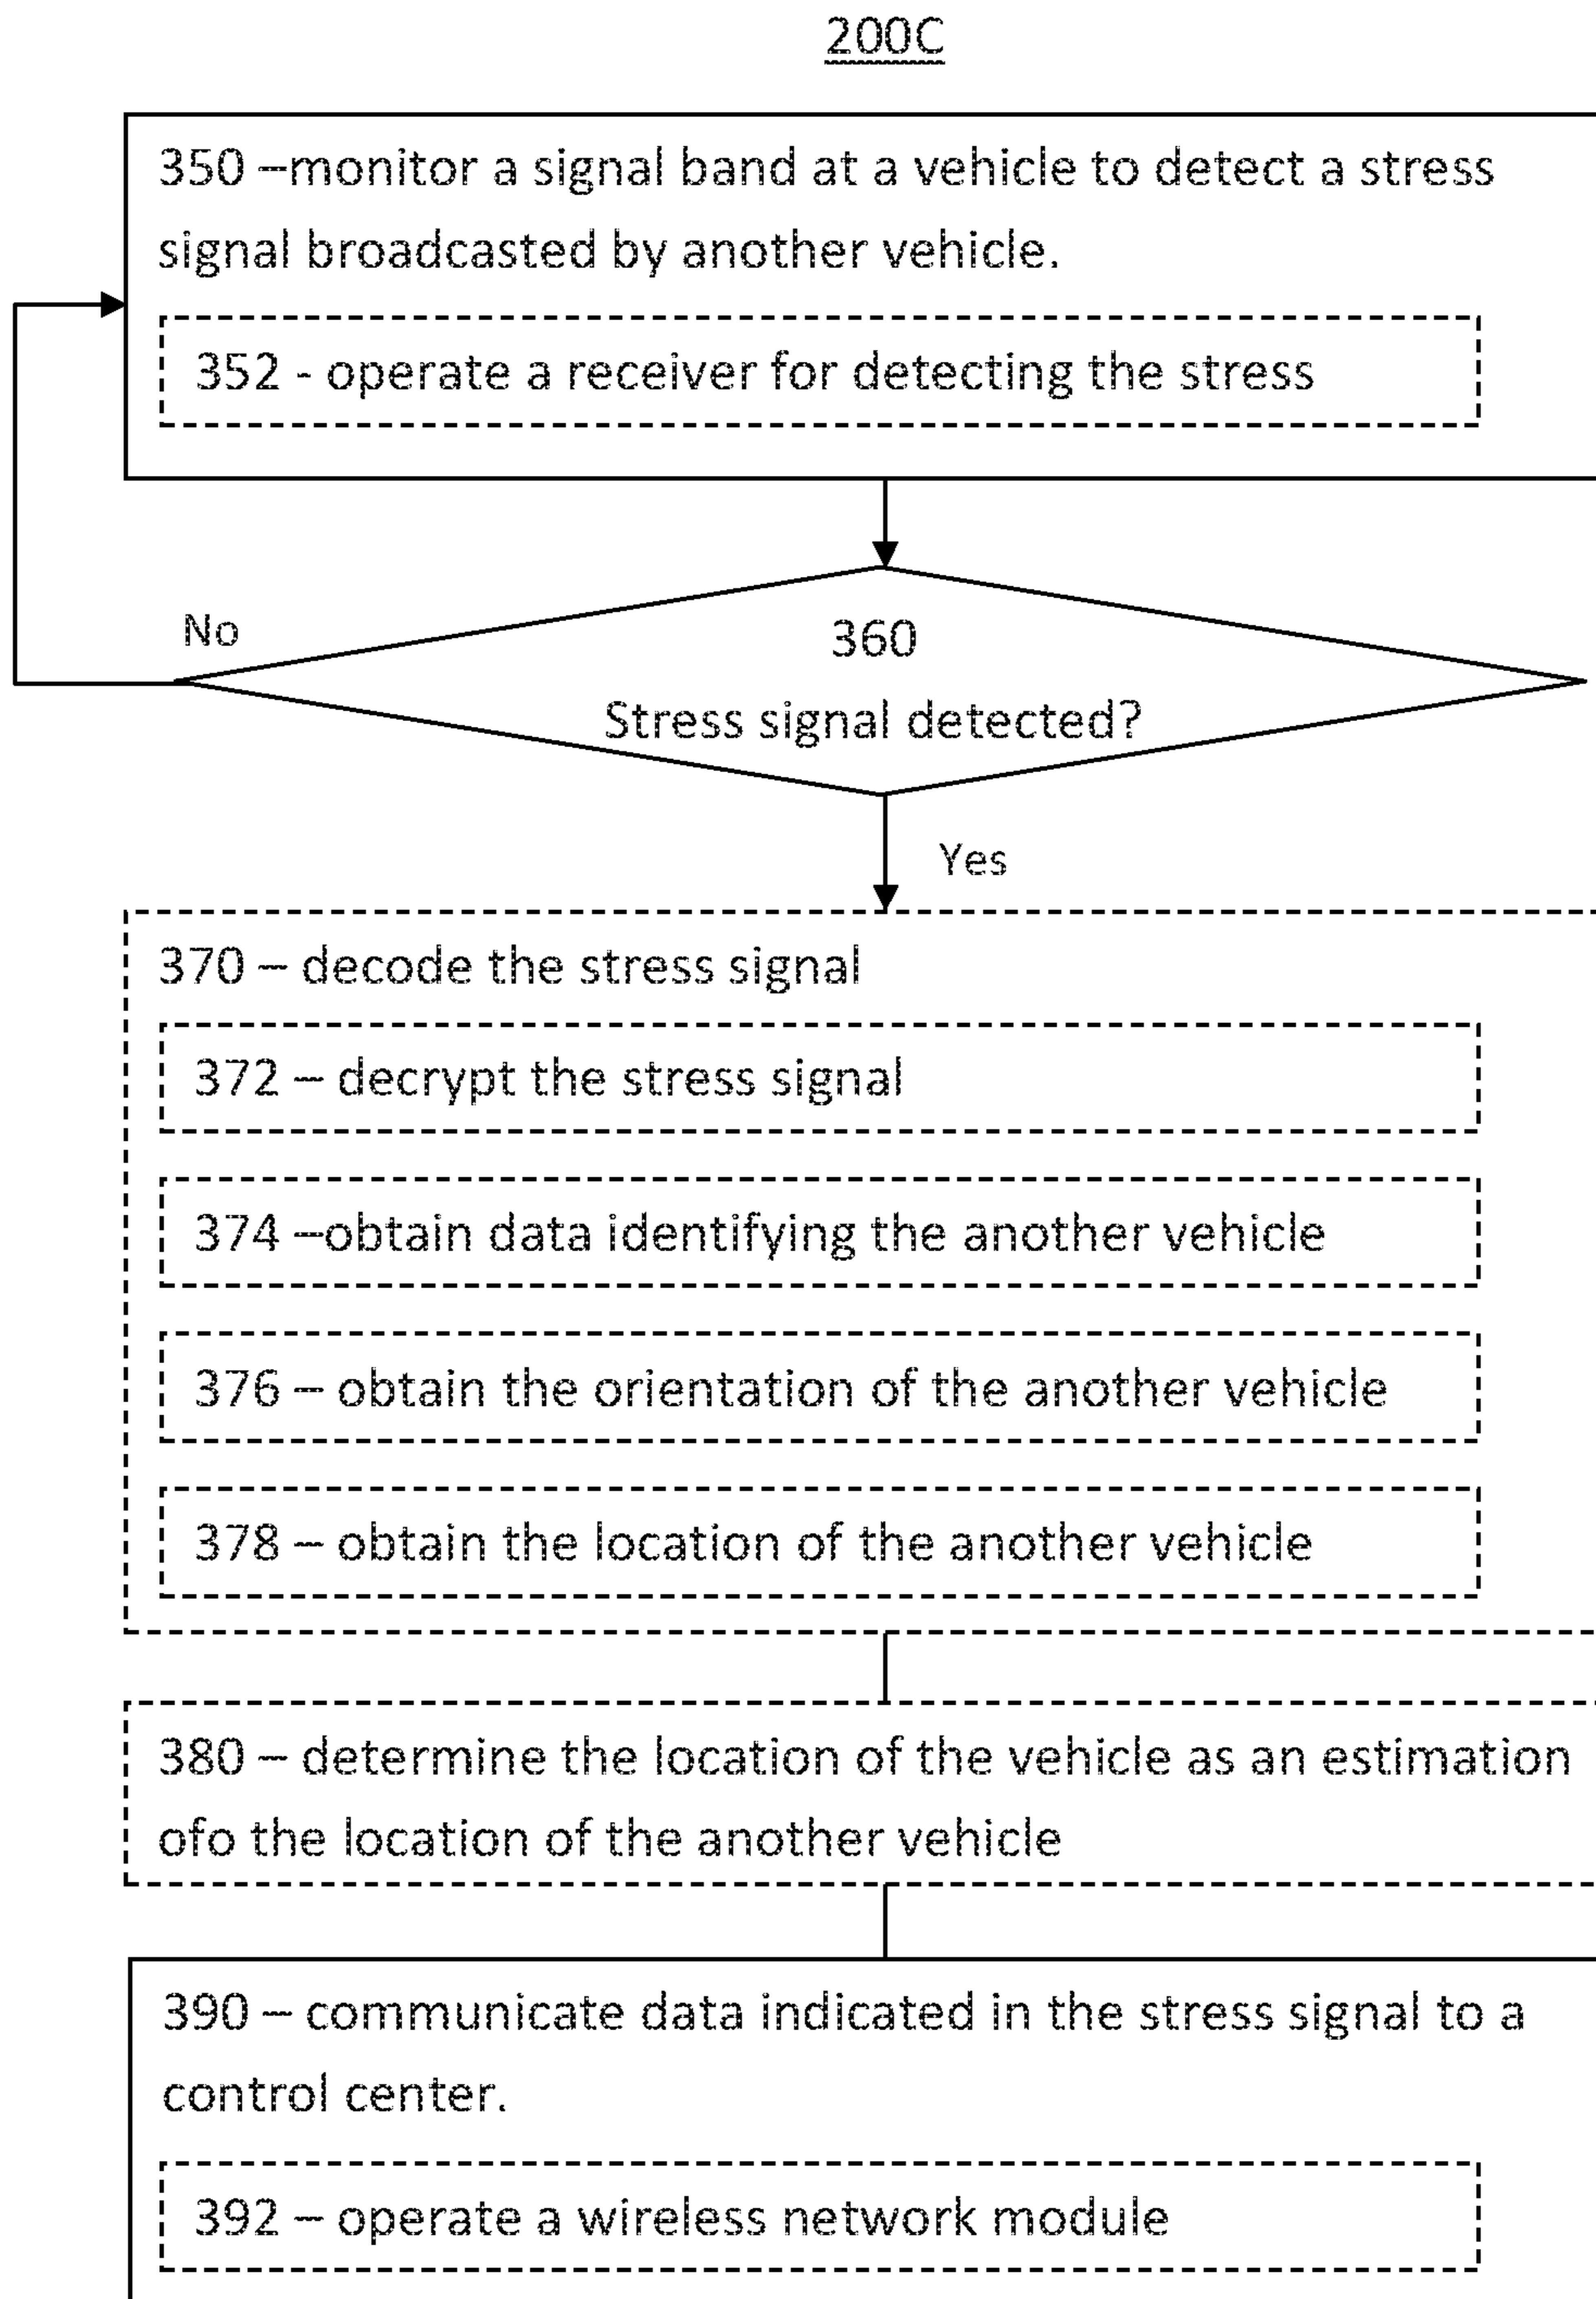 200C
350 –monitor a signal band at a vehicle to detect a stress
signal broadcasted by another vehicle.
352 - operate a receiver for detecting the stress
No
360
Stress signal detected?
Yes
370 – decode the stress signal
372 – decrypt the stress signal
374 –obtain data identifying the another vehicle
376 – obtain the orientation of the another vehicle
378 – obtain the location of the another vehicle
380 – determine the location of the vehicle as an estimation
ofo the location of the another vehicle
390 – communicate data indicated in the stress signal to a
control center.
392 – operate a wireless network module